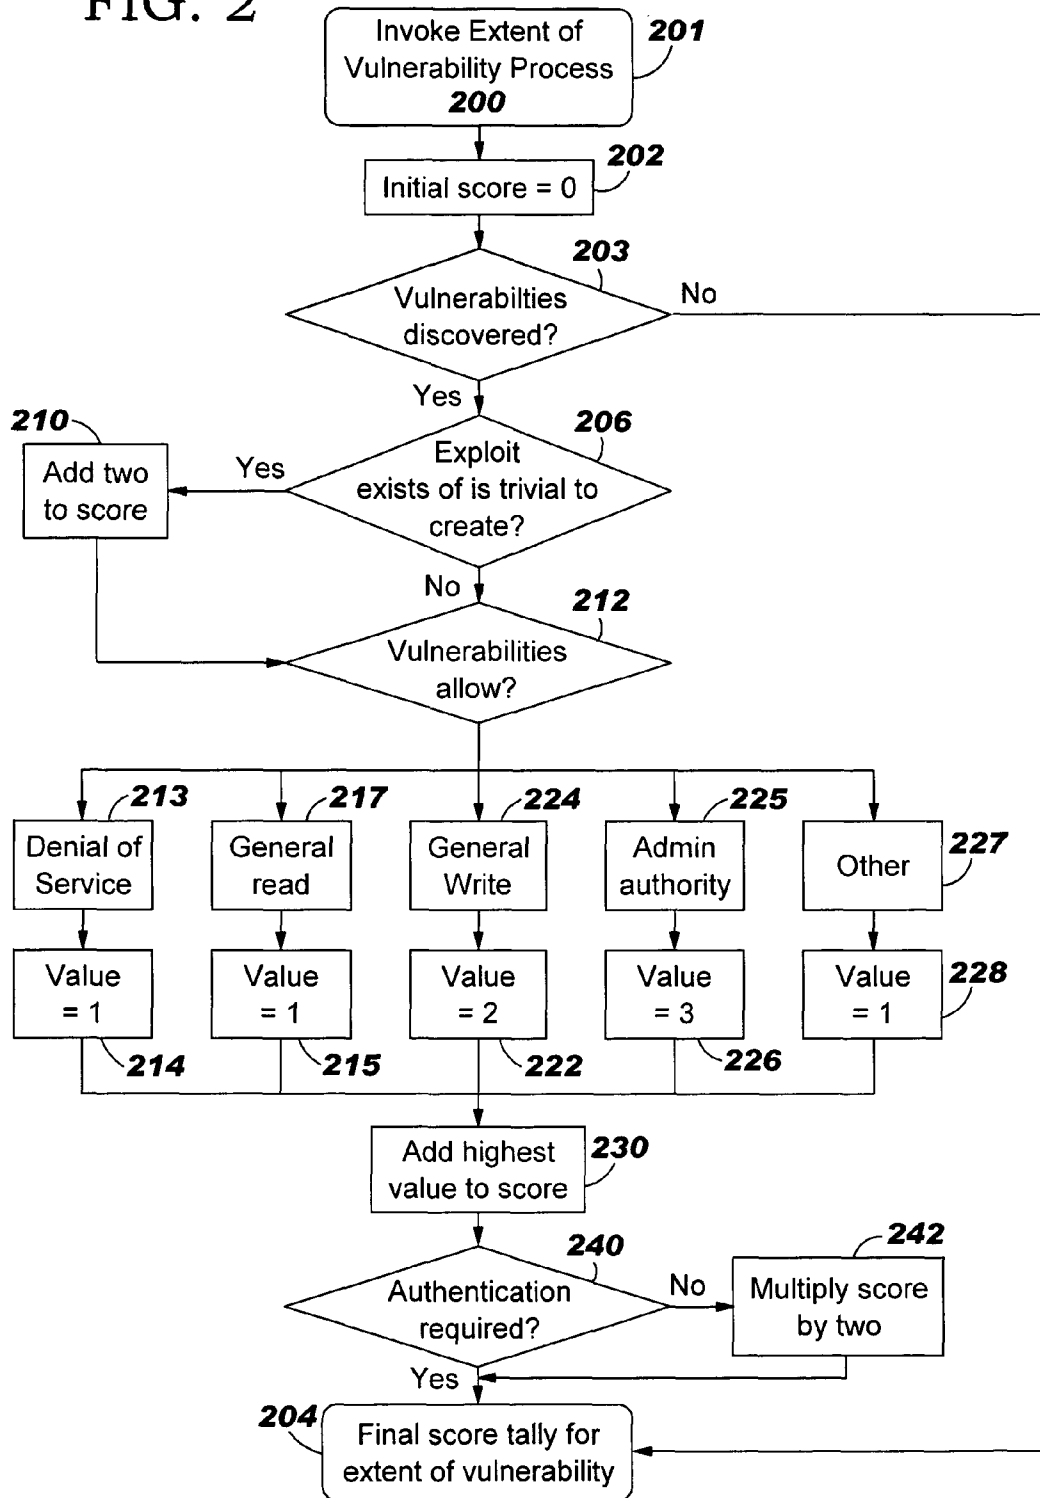 FIG. 2
Invoke Extent of
Vulnerability Process
200
201
Initial score = 0
202
203
Vulnerabilties
discovered?
No
Yes
210
Add two
to score
Yes
206
Exploit
exists of is trivial to
create?
No
212
Vulnerabilities
allow?
213
217
224
225
227
Denial of
Service
General
read
General
Write
Admin
authority
Other
Value
= 1
Value
= 1
Value
= 2
Value
= 3
Value
= 1
228
214
215
222
226
Add highest
value to score
230
240
Authentication
required?
No
242
Multiply score
by two
Yes
204
Final score tally for
extent of vulnerability